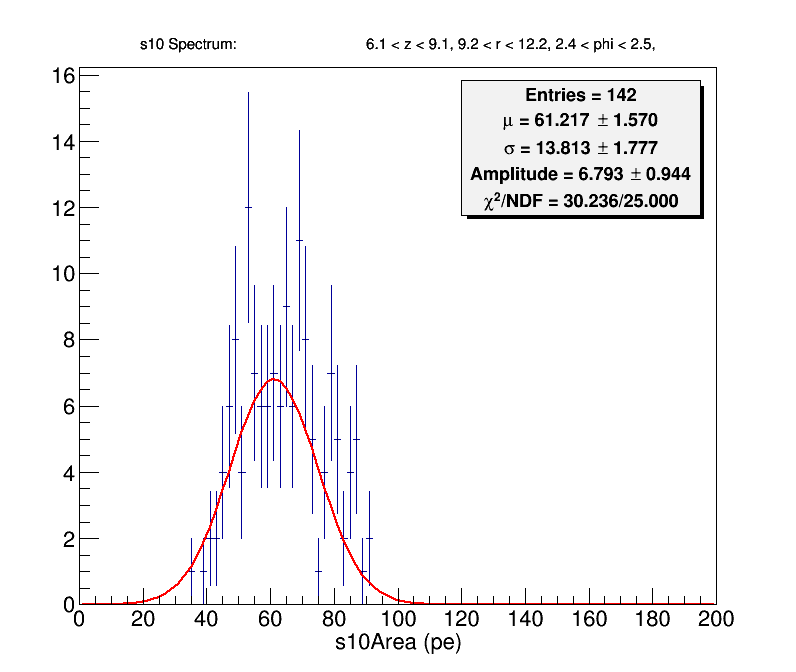 s10 Spectrum: 6.1 < z < 9.1, 9.2 < r < 12.2, 2.4 < phi < 2.5,
Entries = 142
μ = 61.217 ± 1.570
σ = 13.813 ± 1.777
Amplitude = 6.793 ± 0.944
χ²/NDF = 30.236/25.000
16
14
12
10
8
6
4
2
0
0 20 40 60 80 100 120 140 160 180 200
s10Area (pe)